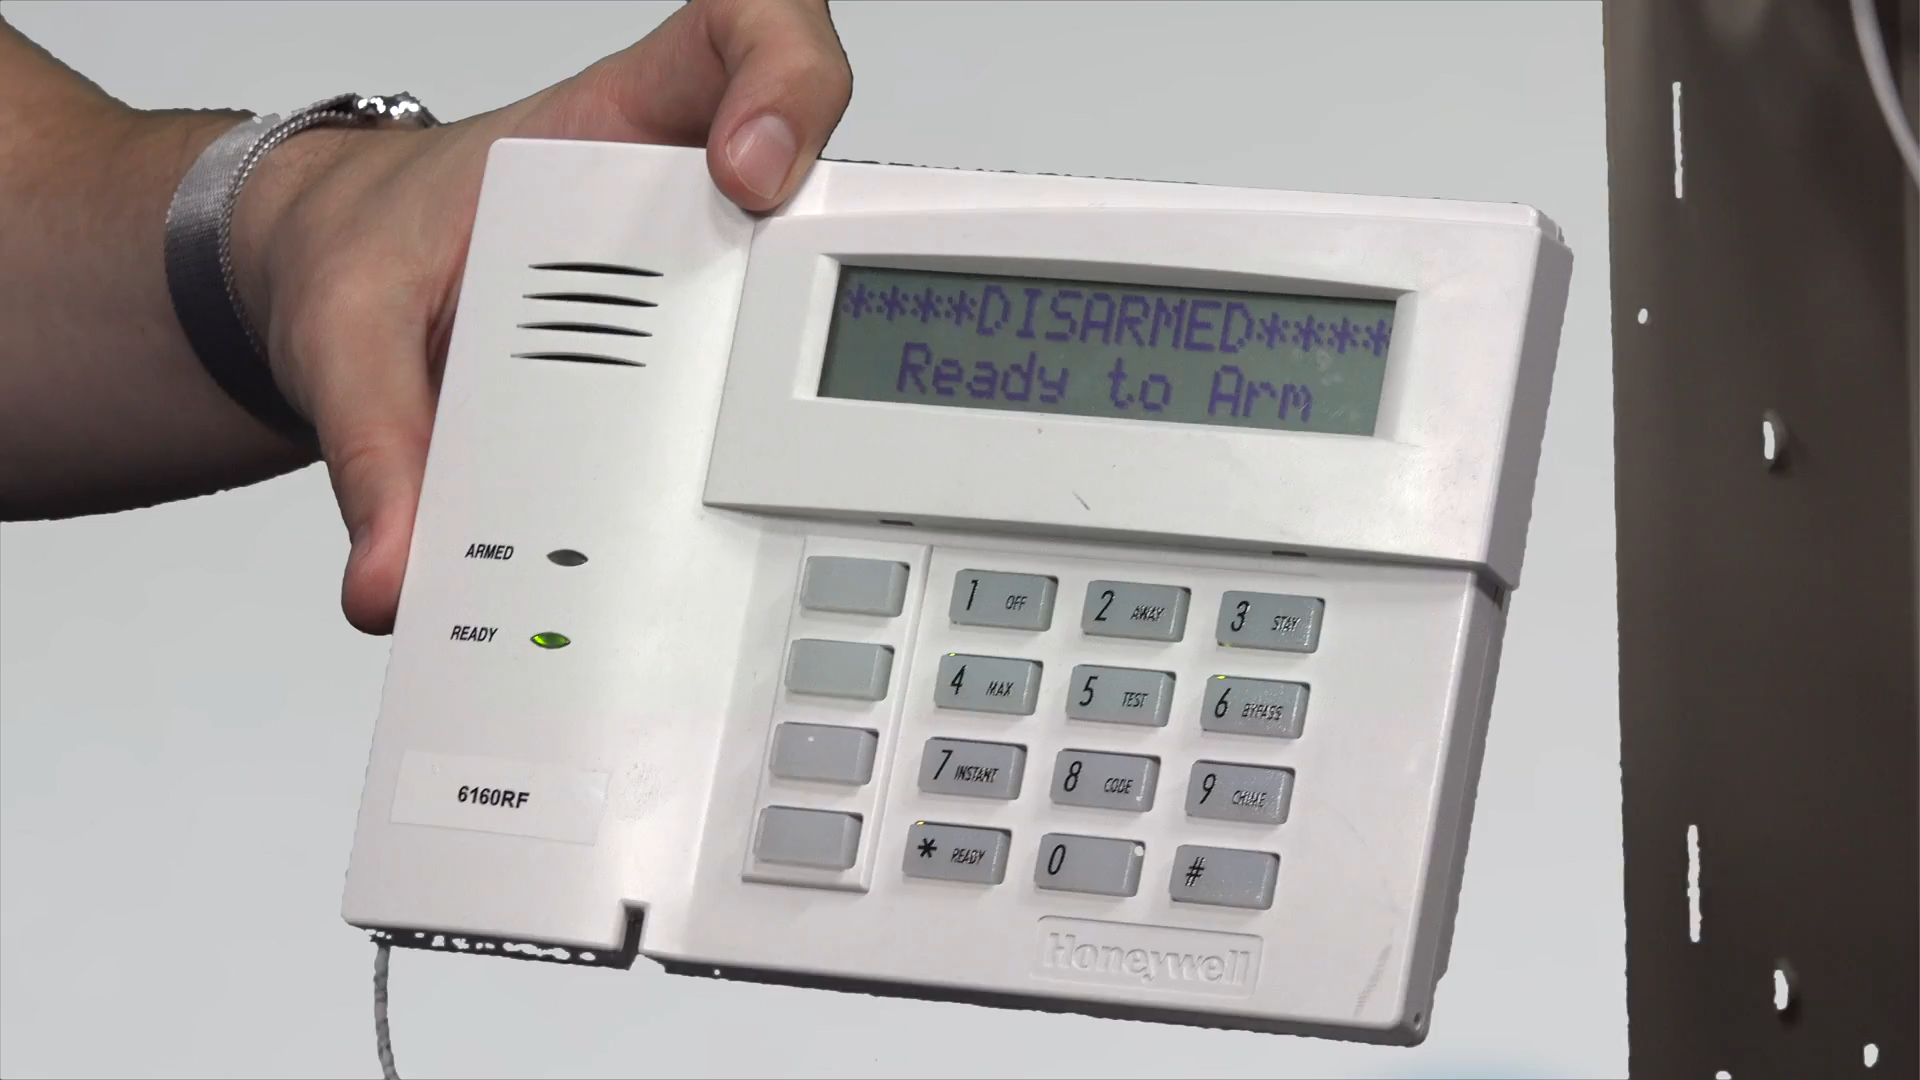 ****DISARMED****
Ready to Arm
ARMED
READY
6160RF
1 OFF
2 AWAY
3 STAY
4 MAX
5 TEST
6 BYPASS
7 INSTANT
8 CODE
9 CHIME
* READY
0
#
Honeywell